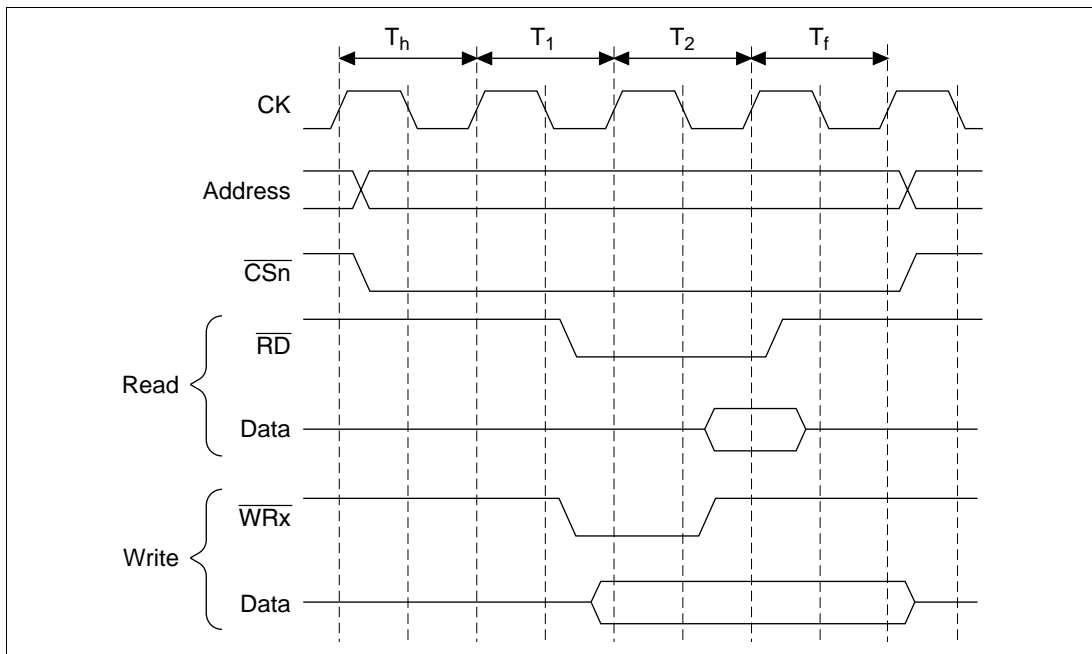 Th T1 T2 Tf
CK
Address
CSn
RD
Read
Data
WRx
Write
Data